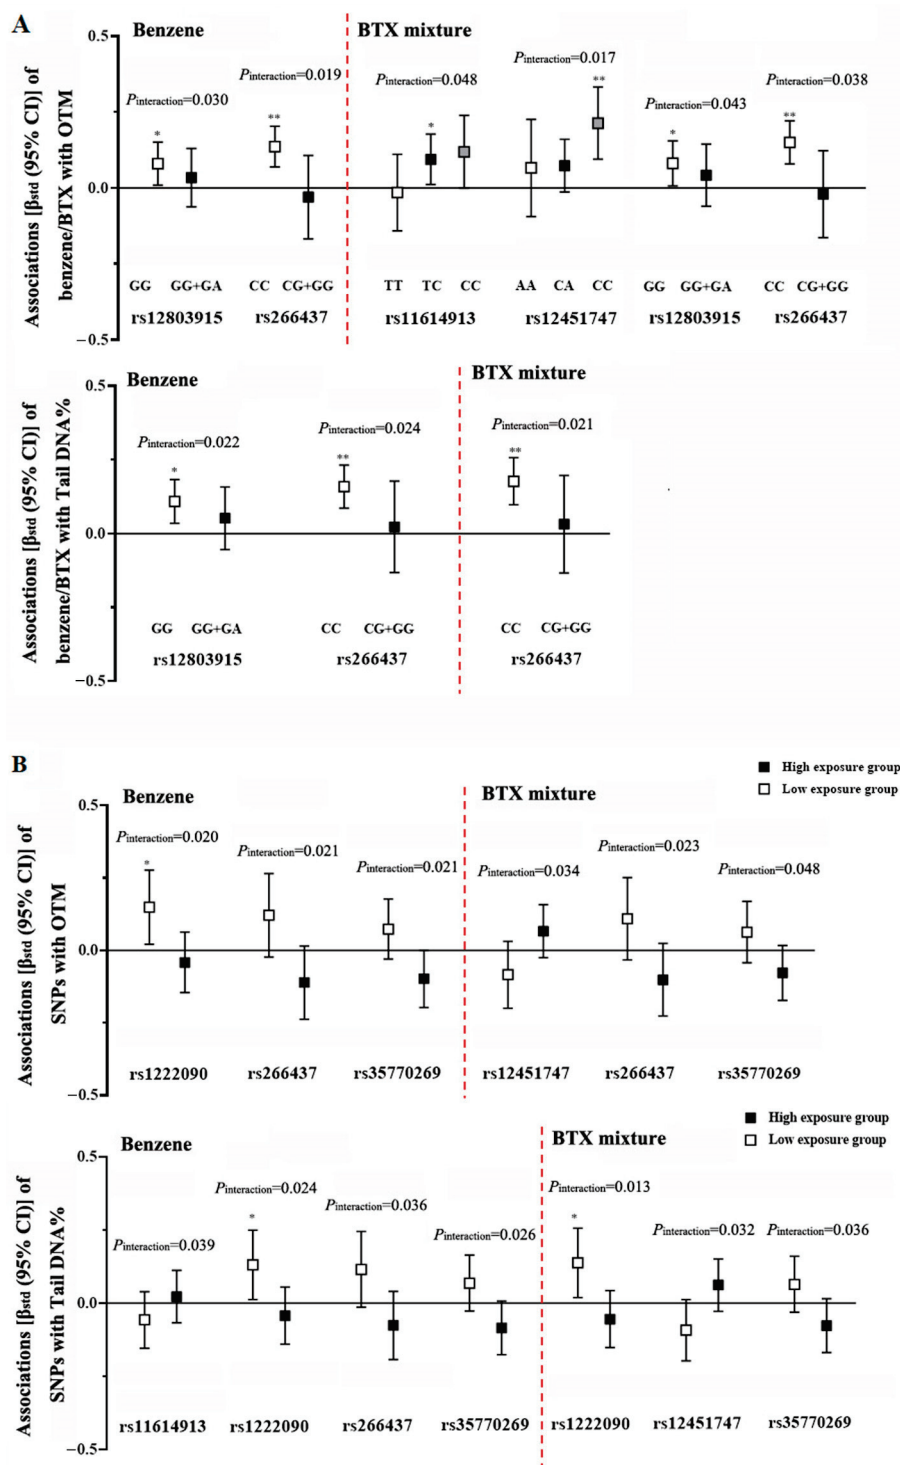 A
Benzene
BTX mixture
Associations [βstd (95% CI)] of
benzene/BTX with OTM
0.5
0.0
−0.5
Pinteraction=0.030
Pinteraction=0.019
Pinteraction=0.048
Pinteraction=0.017
Pinteraction=0.043
Pinteraction=0.038
*
**
*
**
*
**
GG GG+GA CC CG+GG TT TC CC AA CA CC GG GG+GA CC CG+GG
rs12803915 rs266437 rs11614913 rs12451747 rs12803915 rs266437
Benzene
BTX mixture
Associations [βstd (95% CI)] of
benzene/BTX with Tail DNA%
0.5
0.0
−0.5
Pinteraction=0.022
Pinteraction=0.024
Pinteraction=0.021
*
**
**
GG GG+GA CC CG+GG CC CG+GG
rs12803915 rs266437 rs266437
B
High exposure group
Low exposure group
Benzene
BTX mixture
Associations [βstd (95% CI)] of
SNPs with OTM
0.5
0.0
−0.5
Pinteraction=0.020
Pinteraction=0.021
Pinteraction=0.021
Pinteraction=0.034
Pinteraction=0.023
Pinteraction=0.048
*
rs1222090 rs266437 rs35770269 rs12451747 rs266437 rs35770269
High exposure group
Low exposure group
Benzene
BTX mixture
Associations [βstd (95% CI)] of
SNPs with Tail DNA%
0.5
0.0
−0.5
Pinteraction=0.039
Pinteraction=0.024
Pinteraction=0.036
Pinteraction=0.026
Pinteraction=0.013
Pinteraction=0.032
Pinteraction=0.036
*
*
rs11614913 rs1222090 rs266437 rs35770269 rs1222090 rs12451747 rs35770269